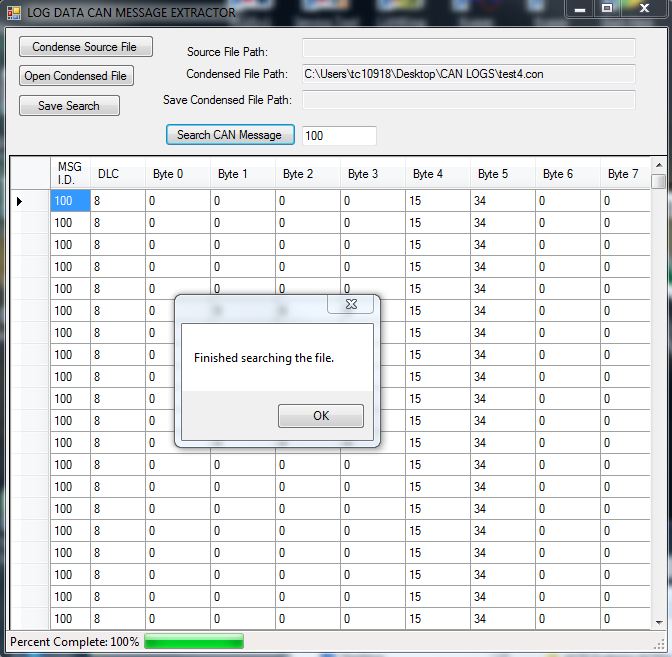 LOG DATA CAN MESSAGE EXTRACTOR
Condense Source File
Source File Path:
Open Condensed File
Condensed File Path: C:\Users\tc10918\Desktop\CAN LOGS\test4.con
Save Search
Save Condensed File Path:
Search CAN Message 100
MSG I.D. DLC Byte 0 Byte 1 Byte 2 Byte 3 Byte 4 Byte 5 Byte 6 Byte 7
100 8 0 0 0 0 15 34 0 0
100 8 0 0 0 0 15 34 0 0
100 8 0 0 0 0 15 34 0 0
100 8 0 0 0 0 15 34 0 0
100 8 0 0 0 0 15 34 0 0
100 8 0 15 34 0 0
100 8 0 15 34 0 0
100 8 0 15 34 0 0
100 8 0 15 34 0 0
100 8 0 15 34 0 0
100 8 0 15 34 0 0
100 8 0 15 34 0 0
100 8 0 0 0 0 15 34 0 0
100 8 0 0 0 0 15 34 0 0
100 8 0 0 0 0 15 34 0 0
100 8 0 0 0 0 15 34 0 0
100 8 0 0 0 0 15 34 0 0
100 8 0 0 0 0 15 34 0 0
100 8 0 0 0 0 15 34 0 0
100 8 0 0 0 0 15 34 0 0
Finished searching the file.
OK
Percent Complete: 100%